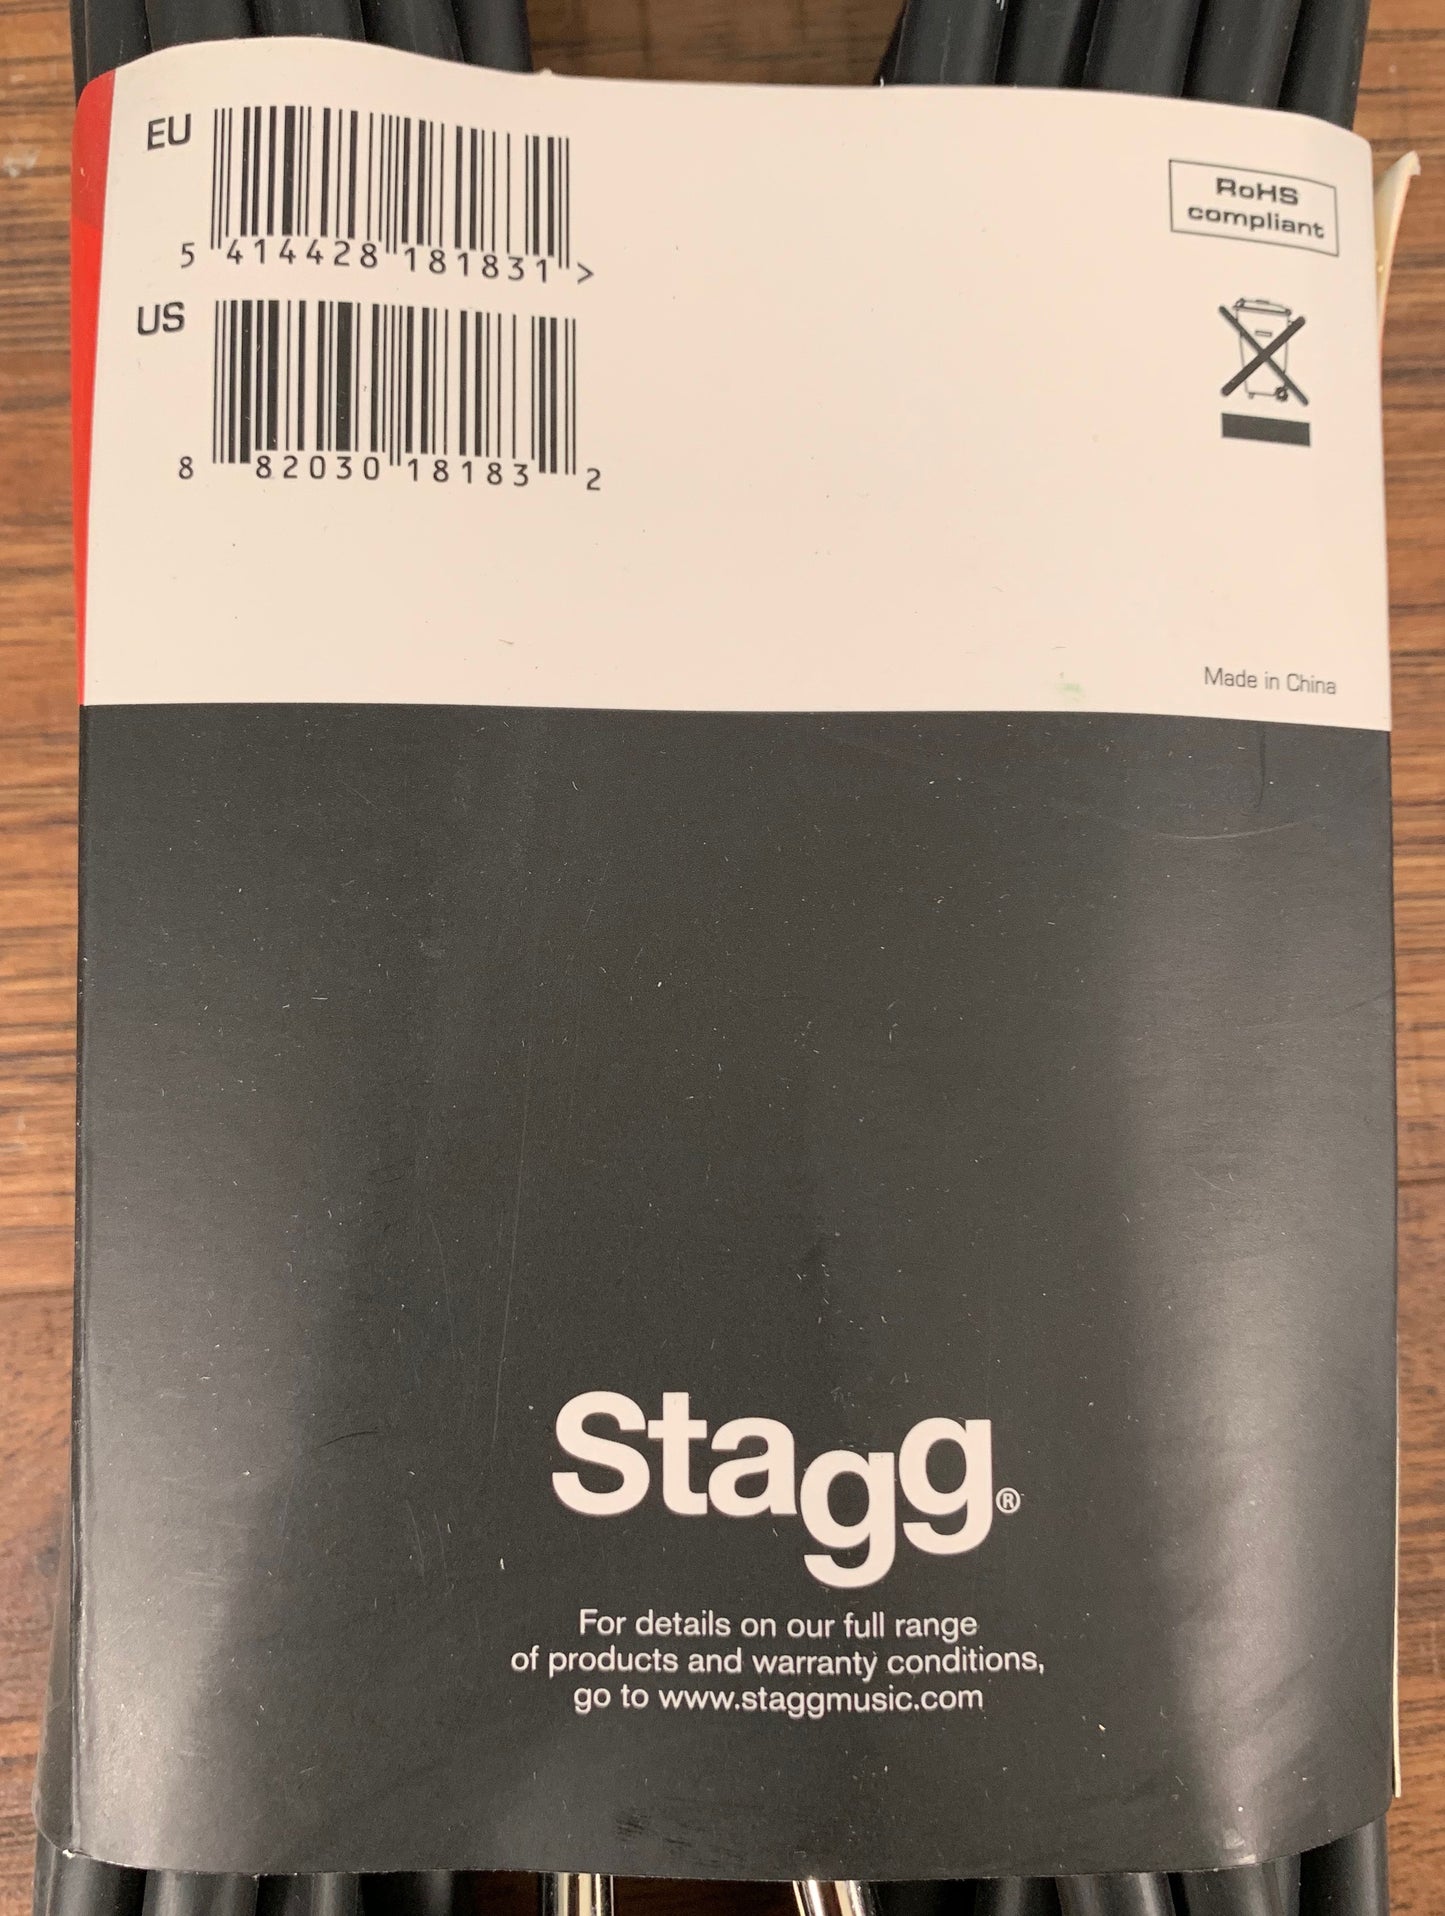 EU
5 414428 181831 >
US
8 82030 18183 2
RoHS
compliant
Made in China
Stagg®
For details on our full range
of products and warranty conditions,
go to www.staggmusic.com